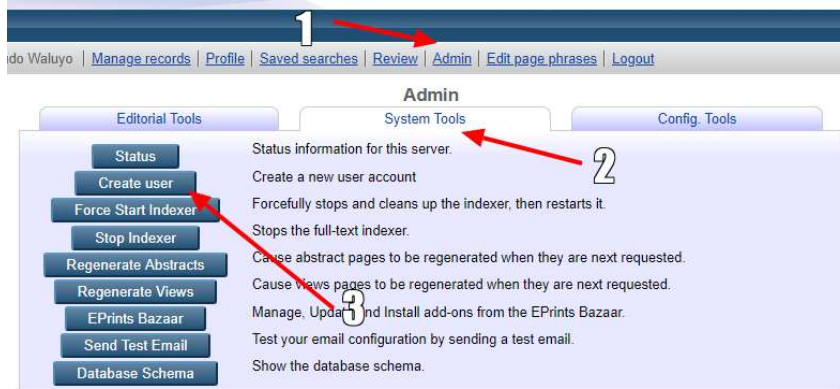 1
do Waluyo | Manage records | Profile | Saved searches | Review | Admin | Edit page phrases | Logout
Admin
Editorial Tools System Tools Config. Tools
2
Status Status information for this server.
Create user Create a new user account
Force Start Indexer Forcefully stops and cleans up the indexer, then restarts it.
Stop Indexer Stops the full-text indexer.
Regenerate Abstracts Cause abstract pages to be regenerated when they are next requested.
Regenerate Views Cause views pages to be regenerated when they are next requested.
3
EPrints Bazaar Manage, and Install add-ons from the EPrints Bazaar.
Send Test Email Test your email configuration by sending a test email.
Database Schema Show the database schema.